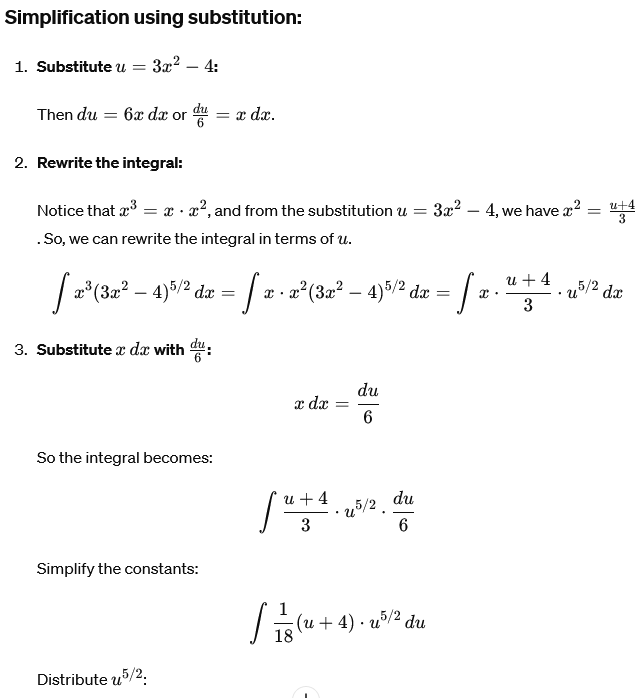 Simplification using substitution:
1. Substitute u = 3x² − 4:
Then du = 6x dx or du/6 = x dx.
2. Rewrite the integral:
Notice that x³ = x · x², and from the substitution u = 3x² − 4, we have x² = (u+4)/3
. So, we can rewrite the integral in terms of u.
∫ x³(3x² − 4)^{5/2} dx = ∫ x · x²(3x² − 4)^{5/2} dx = ∫ x · (u + 4)/3 · u^{5/2} dx
3. Substitute x dx with du/6:
x dx = du/6
So the integral becomes:
∫ (u + 4)/3 · u^{5/2} · du/6
Simplify the constants:
∫ 1/18 (u + 4) · u^{5/2} du
Distribute u^{5/2}: